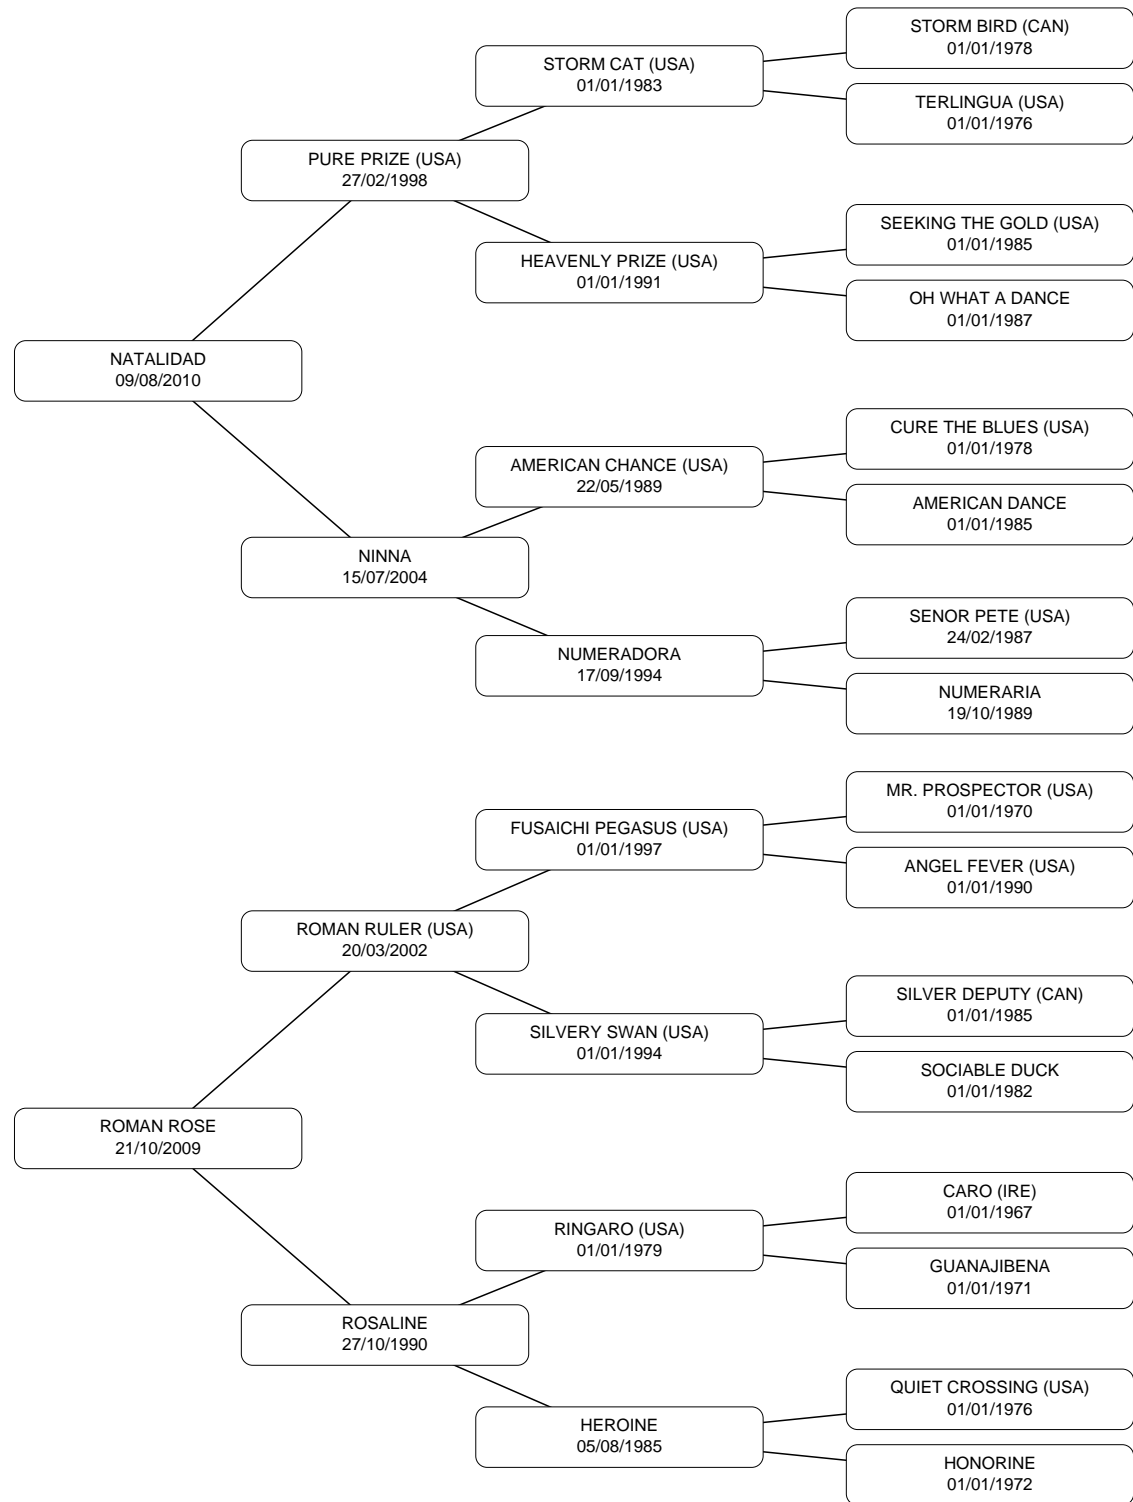 STORM BIRD (CAN)
01/01/1978
STORM CAT (USA)
01/01/1983
TERLINGUA (USA)
01/01/1976
PURE PRIZE (USA)
27/02/1998
SEEKING THE GOLD (USA)
01/01/1985
HEAVENLY PRIZE (USA)
01/01/1991
OH WHAT A DANCE
01/01/1987
NATALIDAD
09/08/2010
CURE THE BLUES (USA)
01/01/1978
AMERICAN CHANCE (USA)
22/05/1989
AMERICAN DANCE
01/01/1985
NINNA
15/07/2004
SENOR PETE (USA)
24/02/1987
NUMERADORA
17/09/1994
NUMERARIA
19/10/1989
MR. PROSPECTOR (USA)
01/01/1970
FUSAICHI PEGASUS (USA)
01/01/1997
ANGEL FEVER (USA)
01/01/1990
ROMAN RULER (USA)
20/03/2002
SILVER DEPUTY (CAN)
01/01/1985
SILVERY SWAN (USA)
01/01/1994
SOCIABLE DUCK
01/01/1982
ROMAN ROSE
21/10/2009
CARO (IRE)
01/01/1967
RINGARO (USA)
01/01/1979
GUANAJIBENA
01/01/1971
ROSALINE
27/10/1990
QUIET CROSSING (USA)
01/01/1976
HEROINE
05/08/1985
HONORINE
01/01/1972